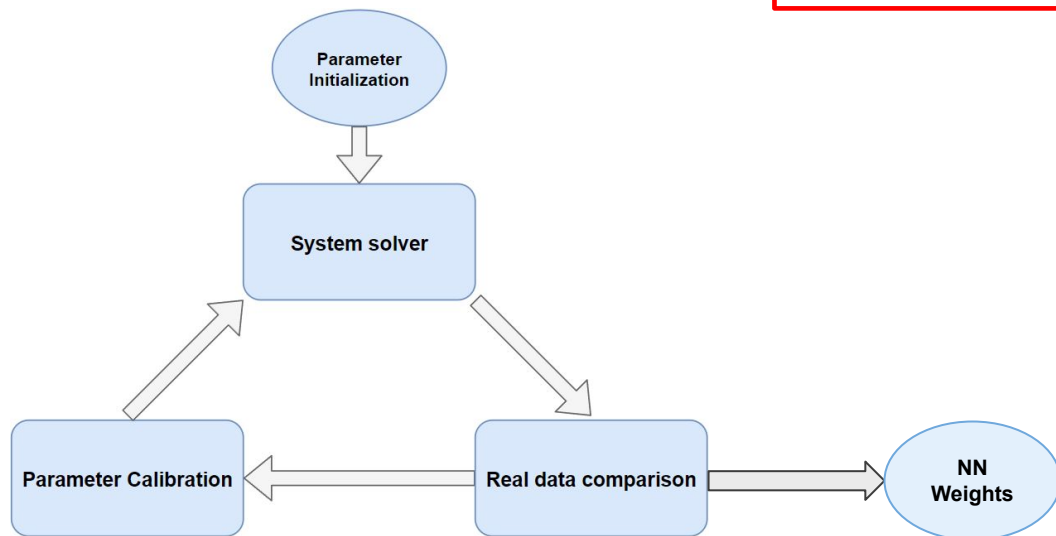 Parameter
Initialization
System solver
Parameter Calibration
Real data comparison
NN
Weights